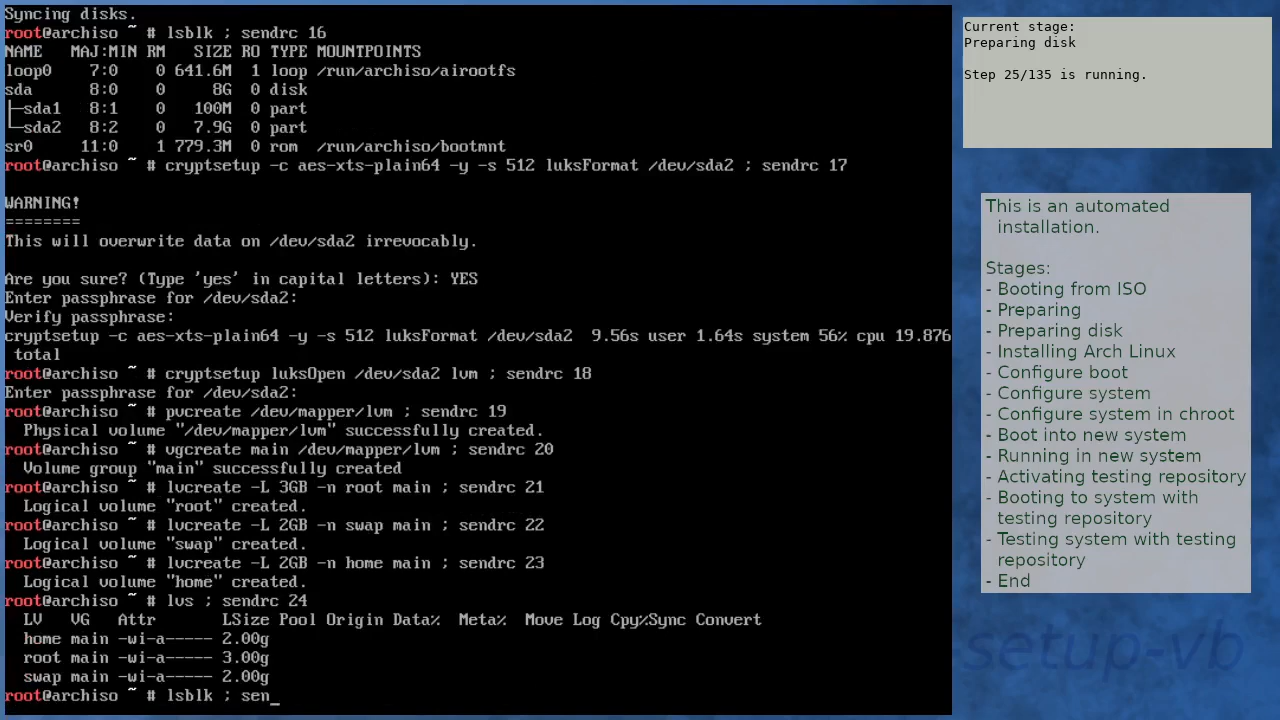 Syncing disks.
root@archiso ~ # lsblk ; sendrc 16
NAME   MAJ:MIN RM   SIZE RO TYPE MOUNTPOINTS
loop0    7:0    0 641.6M  1 loop /run/archiso/airootfs
sda      8:0    0     8G  0 disk
├─sda1   8:1    0   100M  0 part
└─sda2   8:2    0   7.9G  0 part
sr0     11:0    1 779.3M  0 rom  /run/archiso/bootmnt
root@archiso ~ # cryptsetup -c aes-xts-plain64 -y -s 512 luksFormat /dev/sda2 ; sendrc 17
WARNING!
========
This will overwrite data on /dev/sda2 irrevocably.
Are you sure? (Type 'yes' in capital letters): YES
Enter passphrase for /dev/sda2:
Verify passphrase:
cryptsetup -c aes-xts-plain64 -y -s 512 luksFormat /dev/sda2  9.56s user 1.64s system 56% cpu 19.876
 total
root@archiso ~ # cryptsetup luksOpen /dev/sda2 lvm ; sendrc 18
Enter passphrase for /dev/sda2:
root@archiso ~ # pvcreate /dev/mapper/lvm ; sendrc 19
  Physical volume "/dev/mapper/lvm" successfully created.
root@archiso ~ # vgcreate main /dev/mapper/lvm ; sendrc 20
  Volume group "main" successfully created
root@archiso ~ # lvcreate -L 3GB -n root main ; sendrc 21
  Logical volume "root" created.
root@archiso ~ # lvcreate -L 2GB -n swap main ; sendrc 22
  Logical volume "swap" created.
root@archiso ~ # lvcreate -L 2GB -n home main ; sendrc 23
  Logical volume "home" created.
root@archiso ~ # lvs ; sendrc 24
  LV   VG   Attr       LSize Pool Origin Data%  Meta%  Move Log Cpy%Sync Convert
  home main -wi-a----- 2.00g
  root main -wi-a----- 3.00g
  swap main -wi-a----- 2.00g
root@archiso ~ # lsblk ; sen_
Current stage:
Preparing disk
Step 25/135 is running.
This is an automated
installation.
Stages:
- Booting from ISO
- Preparing
- Preparing disk
- Installing Arch Linux
- Configure boot
- Configure system
- Configure system in chroot
- Boot into new system
- Running in new system
- Activating testing repository
- Booting to system with
testing repository
- Testing system with testing
repository
- End
setup-vb